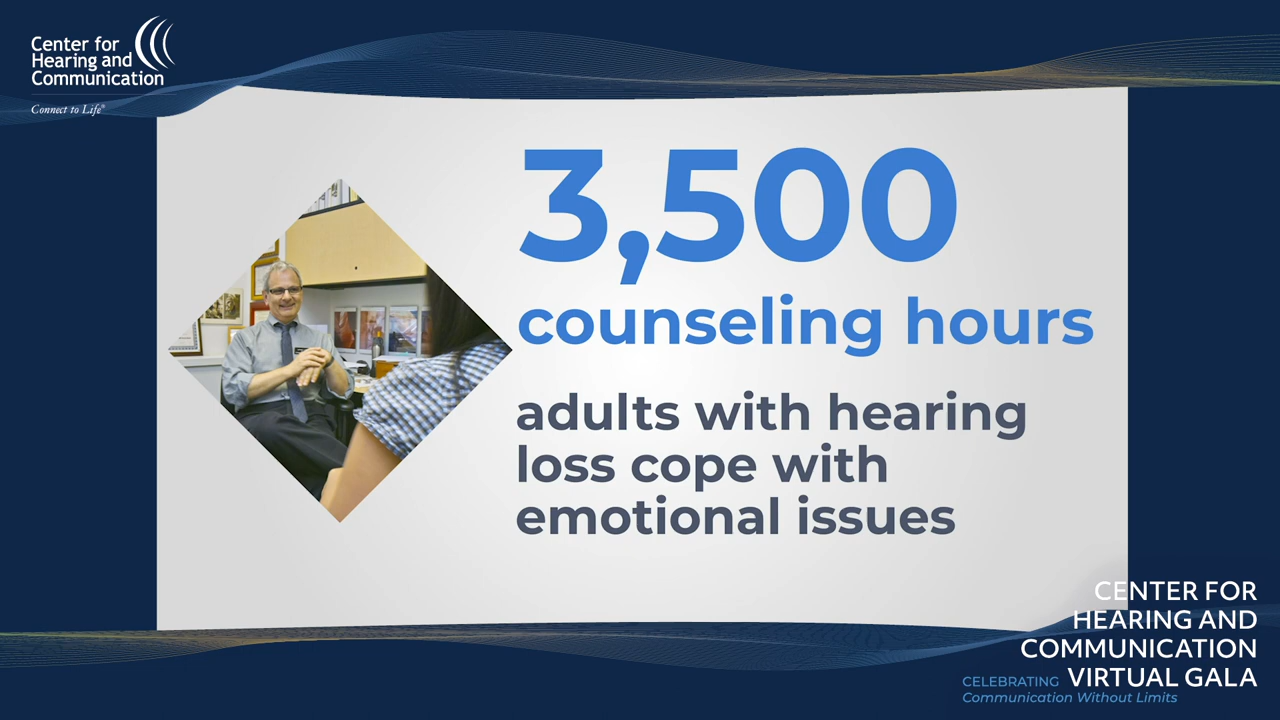 Center for
Hearing and
Communication
Connect to Life®
3,500
counseling hours
adults with hearing
loss cope with
emotional issues
CENTER FOR
HEARING AND
COMMUNICATION
CELEBRATING VIRTUAL GALA
Communication Without Limits